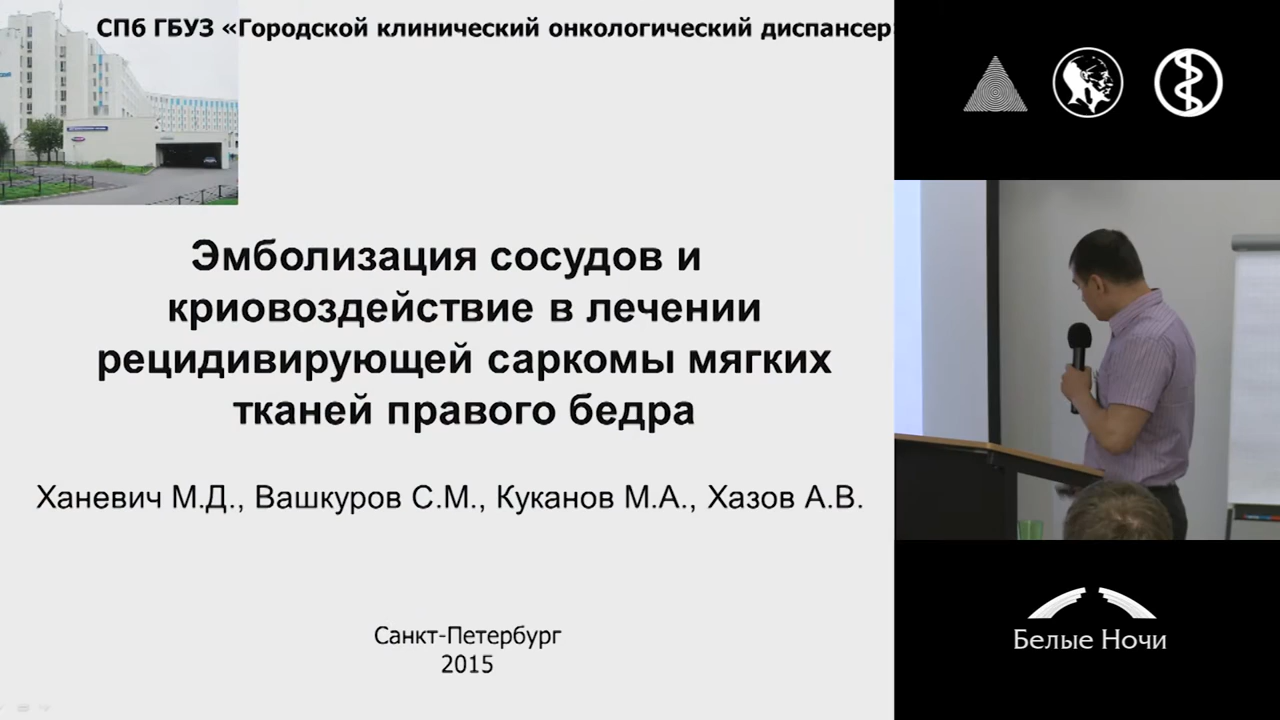 СПб ГБУЗ «Городской клинический онкологический диспансер»
Эмболизация сосудов и
криовоздействие в лечении
рецидивирующей саркомы мягких
тканей правого бедра
Ханевич М.Д., Вашкуров С.М., Куканов М.А., Хазов А.В.
Санкт-Петербург
2015
Белые Ночи